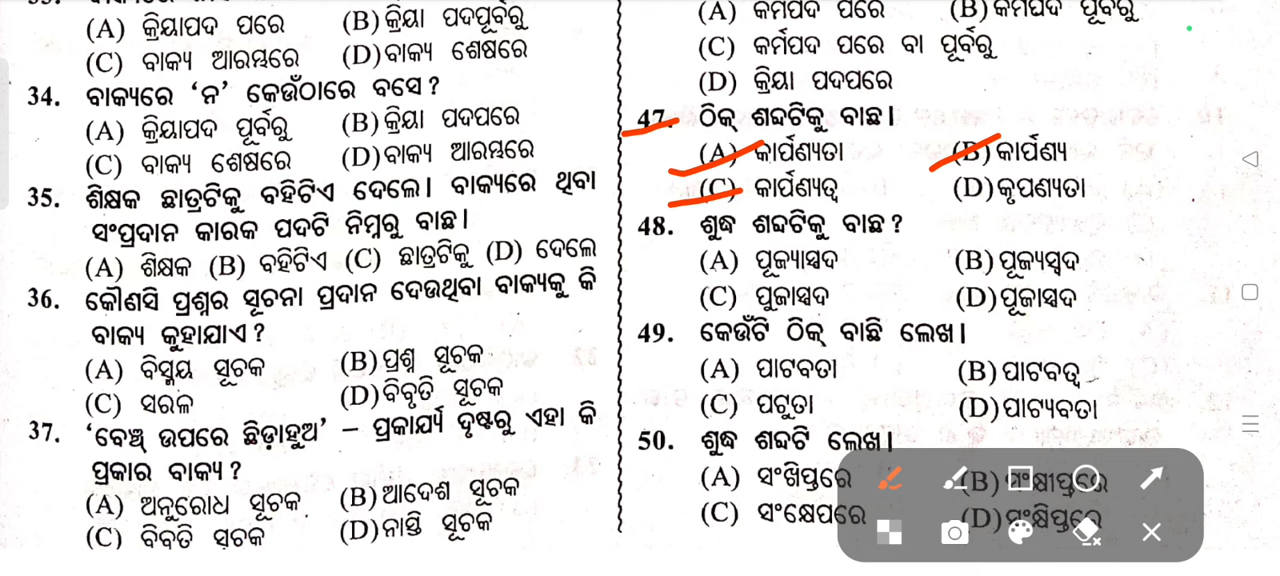 (A) କ୍ରିୟାପଦ ପରେ (B) କ୍ରିୟା ପଦପୂର୍ବରୁ
(C) ବାକ୍ୟ ଆରମ୍ଭରେ (D) ବାକ୍ୟ ଶେଷରେ
34. ବାକ୍ୟରେ ‘ନ’ କେଉଁଠାରେ ବସେ ?
(A) କ୍ରିୟାପଦ ପୂର୍ବରୁ (B) କ୍ରିୟା ପଦପରେ
(C) ବାକ୍ୟ ଶେଷରେ (D) ବାକ୍ୟ ଆରମ୍ଭରେ
35. ଶିକ୍ଷକ ଛାତ୍ରଟିକୁ ବହିଟିଏ ଦେଲେ। ବାକ୍ୟରେ ଥିବା
ସଂପ୍ରଦାନ କାରକ ପଦଟି ନିମ୍ନରୁ ବାଛ।
(A) ଶିକ୍ଷକ (B) ବହିଟିଏ (C) ଛାତ୍ରଟିକୁ (D) ଦେଲେ
36. କୌଣସି ପ୍ରଶ୍ନର ସୂଚନା ପ୍ରଦାନ ଦେଉଥିବା ବାକ୍ୟକୁ କି
ବାକ୍ୟ କୁହାଯାଏ ?
(A) ବିସ୍ମୟ ସୂଚକ (B) ପ୍ରଶ୍ନ ସୂଚକ
(C) ସରଳ (D) ବିବୃତି ସୂଚକ
37. ‘ବେଞ୍ଚ୍ ଉପରେ ଛିଡ଼ାହୁଅ’ – ପ୍ରକାର୍ଯ୍ୟ ଦୃଷ୍ଟରୁ ଏହା କି
ପ୍ରକାର ବାକ୍ୟ ?
(A) ଅନୁରୋଧ ସୂଚକ (B) ଆଦେଶ ସୂଚକ
(C) ବିବୃତି ସୂଚକ (D) ନାସ୍ତି ସୂଚକ
(A) କର୍ମପଦ ପରେ (B) କର୍ମପଦ ପୂର୍ବରୁ
(C) କର୍ମପଦ ପରେ ବା ପୂର୍ବରୁ
(D) କ୍ରିୟା ପଦପରେ
47. ଠିକ୍ ଶବ୍ଦଟିକୁ ବାଛ।
(A) କାର୍ପଣ୍ୟତା (B) କାର୍ପଣ୍ୟ
(C) କାର୍ପଣ୍ୟତ୍ୱ (D) କୃପଣ୍ୟତା
48. ଶୁଦ୍ଧ ଶବ୍ଦଟିକୁ ବାଛ ?
(A) ପୂଜ୍ୟାସ୍ପଦ (B) ପୂଜ୍ୟସ୍ପଦ
(C) ପୁଜାସ୍ପଦ (D) ପୂଜାସ୍ପଦ
49. କେଉଁଟି ଠିକ୍ ବାଛି ଲେଖ।
(A) ପାଟବତା (B) ପାଟବତ୍ୱ
(C) ପଟୁତା (D) ପାଟ୍ୟବତା
50. ଶୁଦ୍ଧ ଶବ୍ଦଟି ଲେଖ।
(A) ସଂଖିପ୍ତରେ (B) ସଂକ୍ଷୀପ୍ତରେ
(C) ସଂକ୍ଷେପରେ (D) ସଂକ୍ଷିପ୍ତରେ